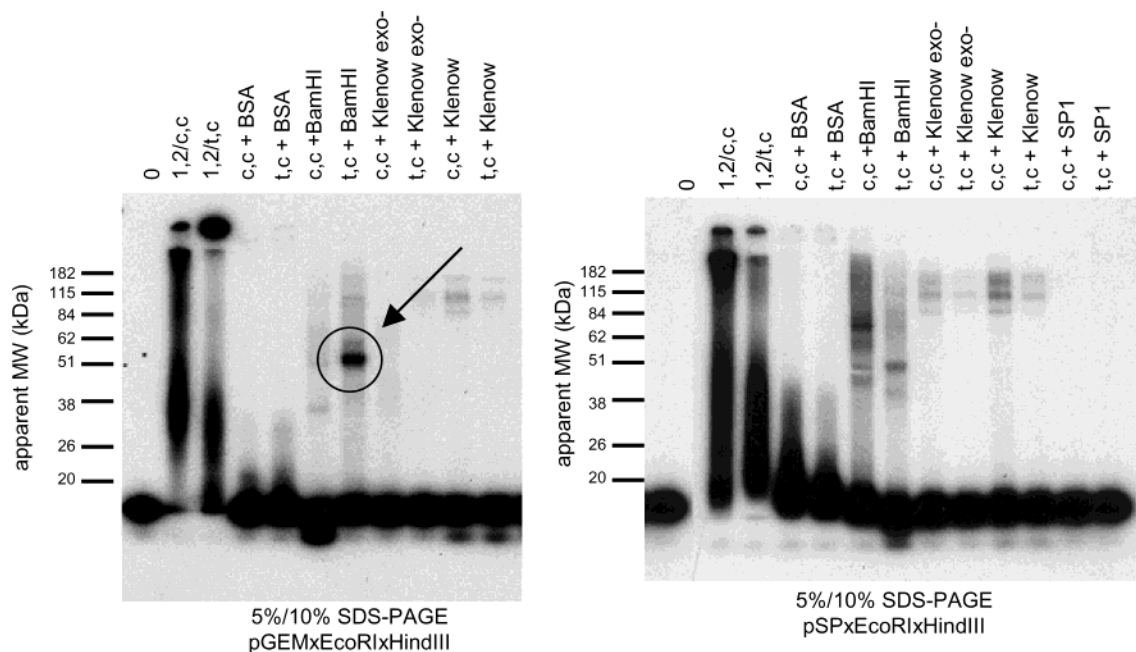 0
1,2/c,c
1,2/t,c
c,c + BSA
t,c + BSA
c,c +BamHI
t,c + BamHI
c,c + Klenow exo-
t,c + Klenow exo-
c,c + Klenow
t,c + Klenow
apparent MW (kDa)
182
115
84
62
51
38
26
20
5%/10% SDS-PAGE
pGEMxEcoRIxHindIII
0
1,2/c,c
1,2/t,c
c,c + BSA
t,c + BSA
c,c +BamHI
t,c + BamHI
c,c + Klenow exo-
t,c + Klenow exo-
c,c + Klenow
t,c + Klenow
c,c + SP1
t,c + SP1
apparent MW (kDa)
182
115
84
62
51
38
26
20
5%/10% SDS-PAGE
pSPxEcoRIxHindIII